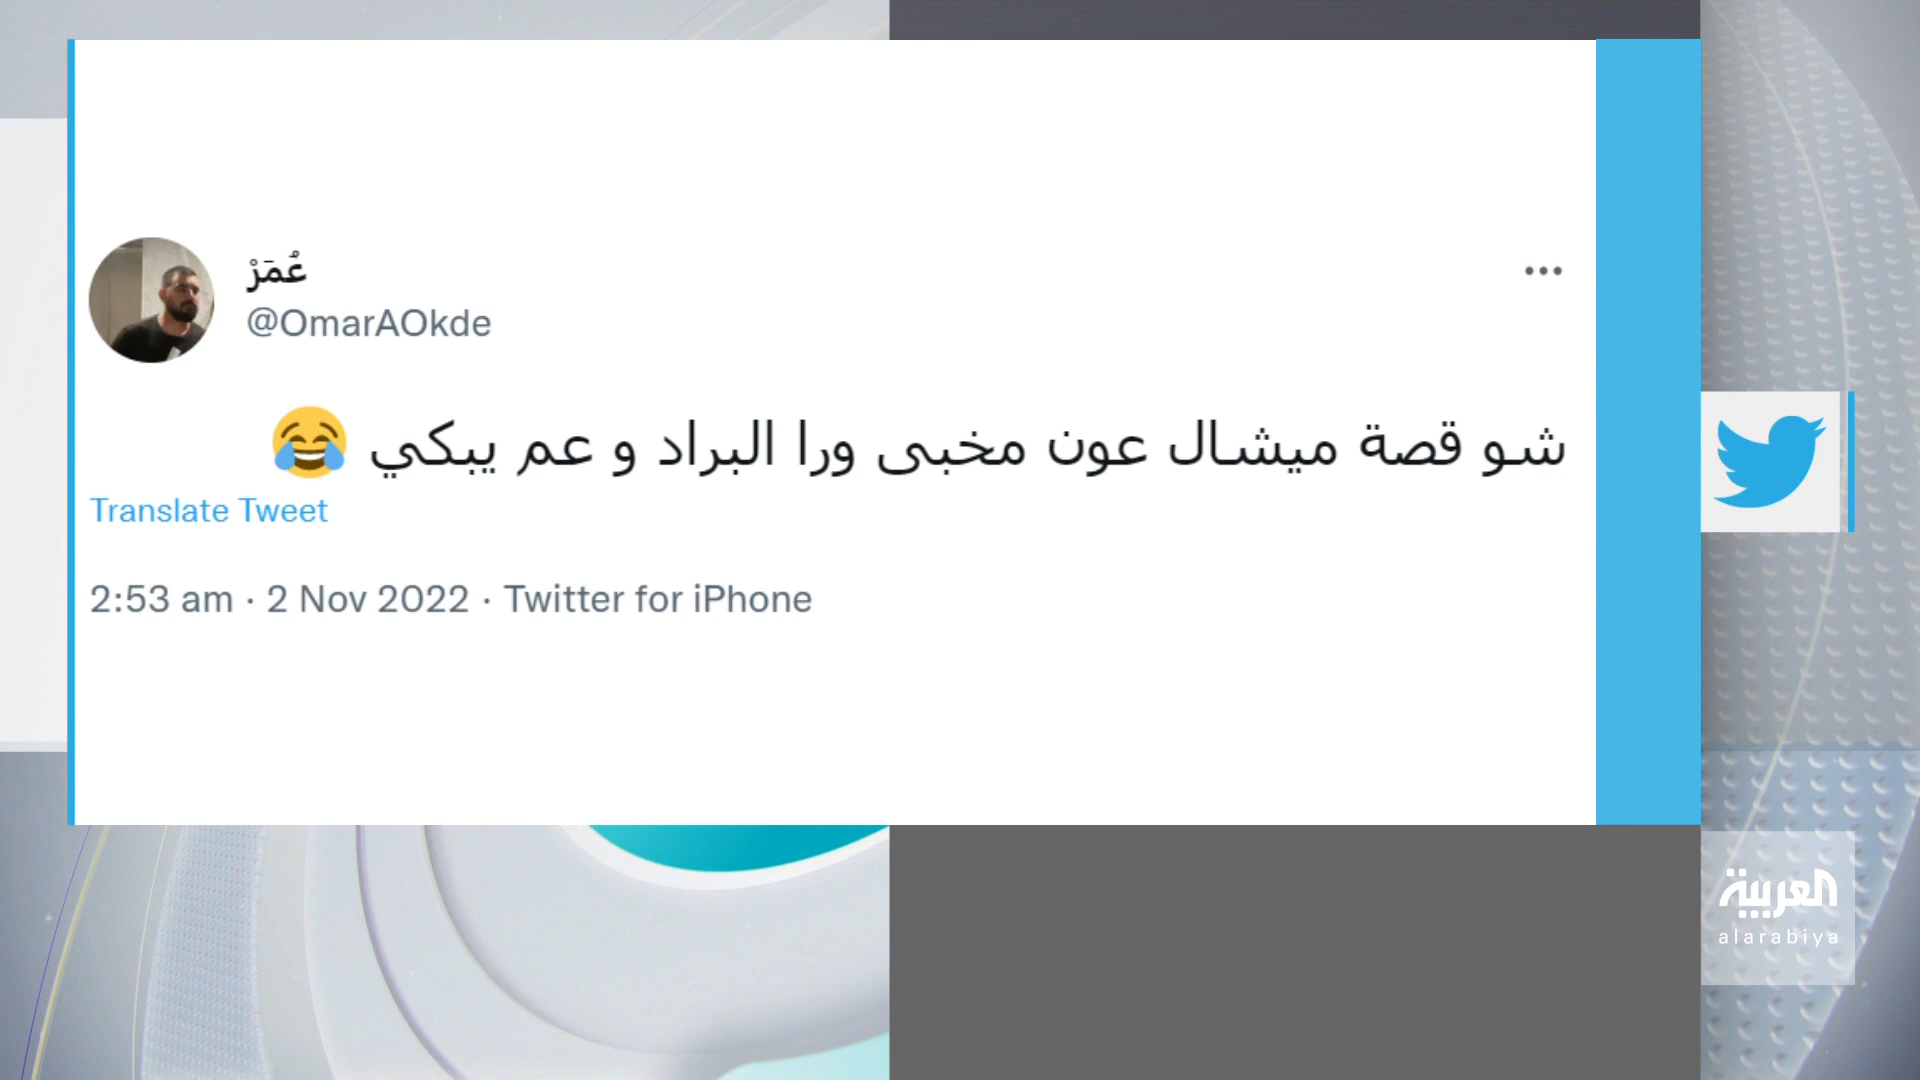 عُمَرْ
@OmarAOkde
شو قصة ميشال عون مخبى ورا البراد و عم يبكي 😂
Translate Tweet
2:53 am · 2 Nov 2022 · Twitter for iPhone
العربية
alarabiya